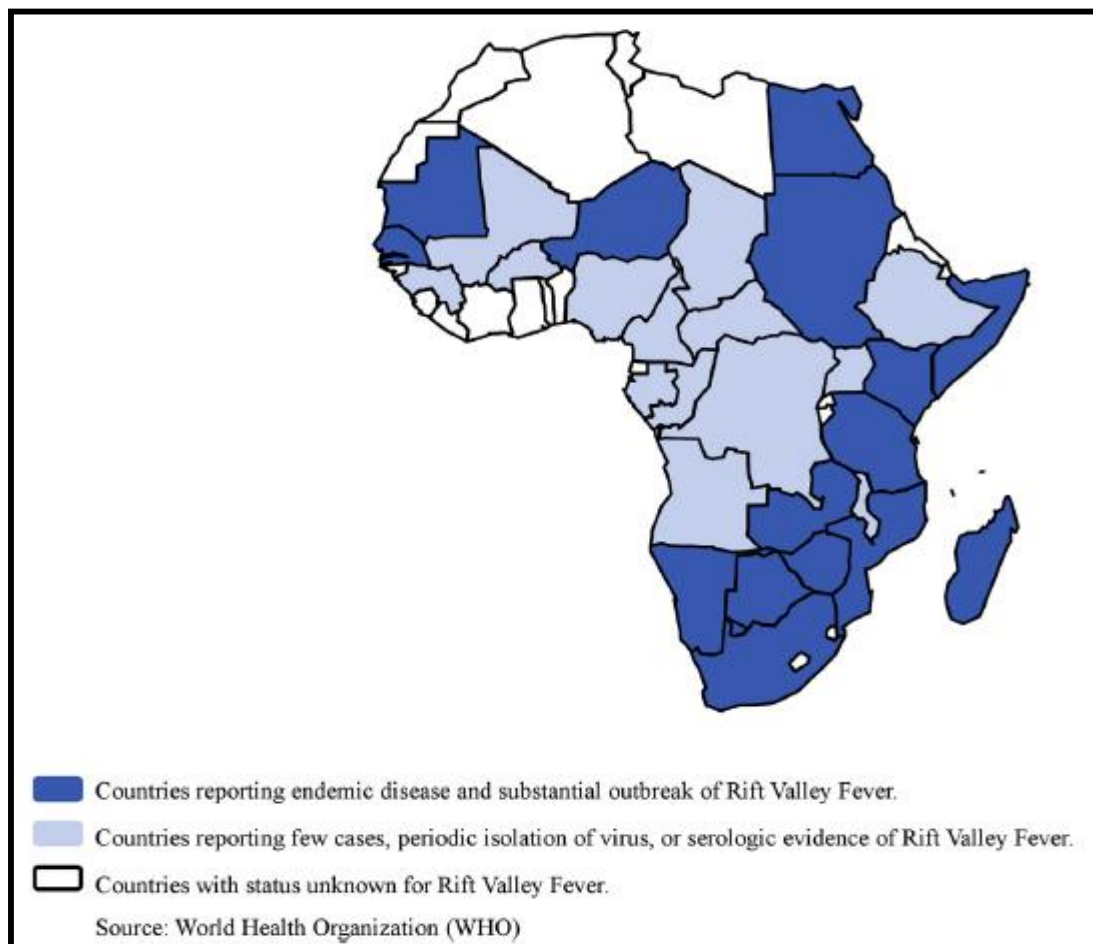 Countries reporting endemic disease and substantial outbreak of Rift Valley Fever.
Countries reporting few cases, periodic isolation of virus, or serologic evidence of Rift Valley Fever.
Countries with status unknown for Rift Valley Fever.
Source: World Health Organization (WHO)